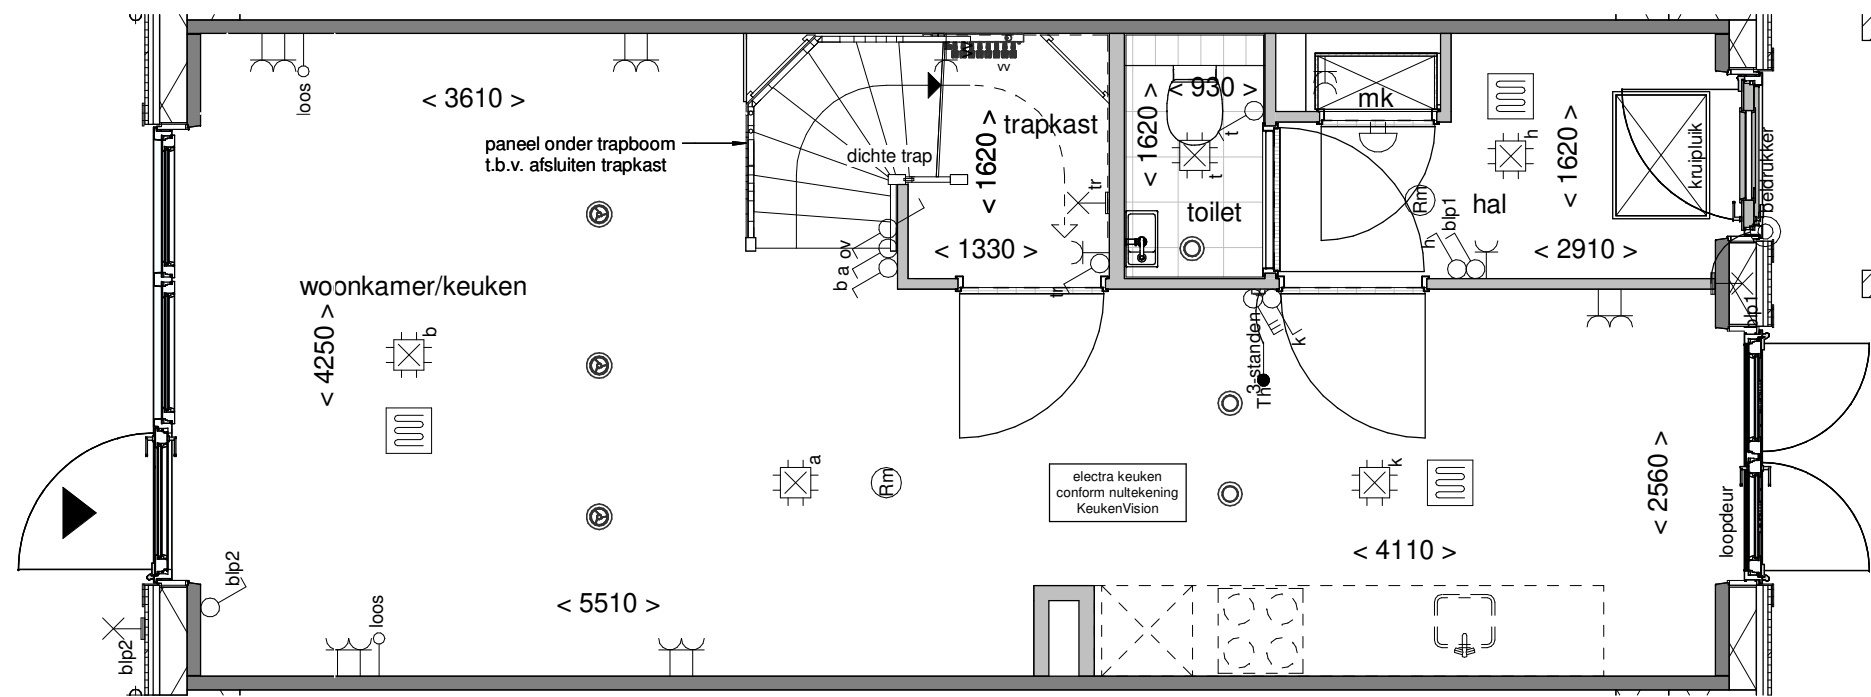 loos
< 3610 >
paneel onder trapboom
t.b.v. afsluiten trapkast
dichte trap
trapkast
< 1620 >
< 1330 >
tr
tr
b a ov
< 1620 >
< 930 >
t
t
toilet
mk
h
< 1620 >
kruipluik
beldrukker
Rm
hal
h
blp1
< 2910 >
blp1
woonkamer/keuken
< 4250 >
b
3-standen
Th
k
a
Rm
electra keuken
conform nultekening
KeukenVision
k
< 2560 >
loopdeur
< 4110 >
blp2
< 5510 >
loos
blp2